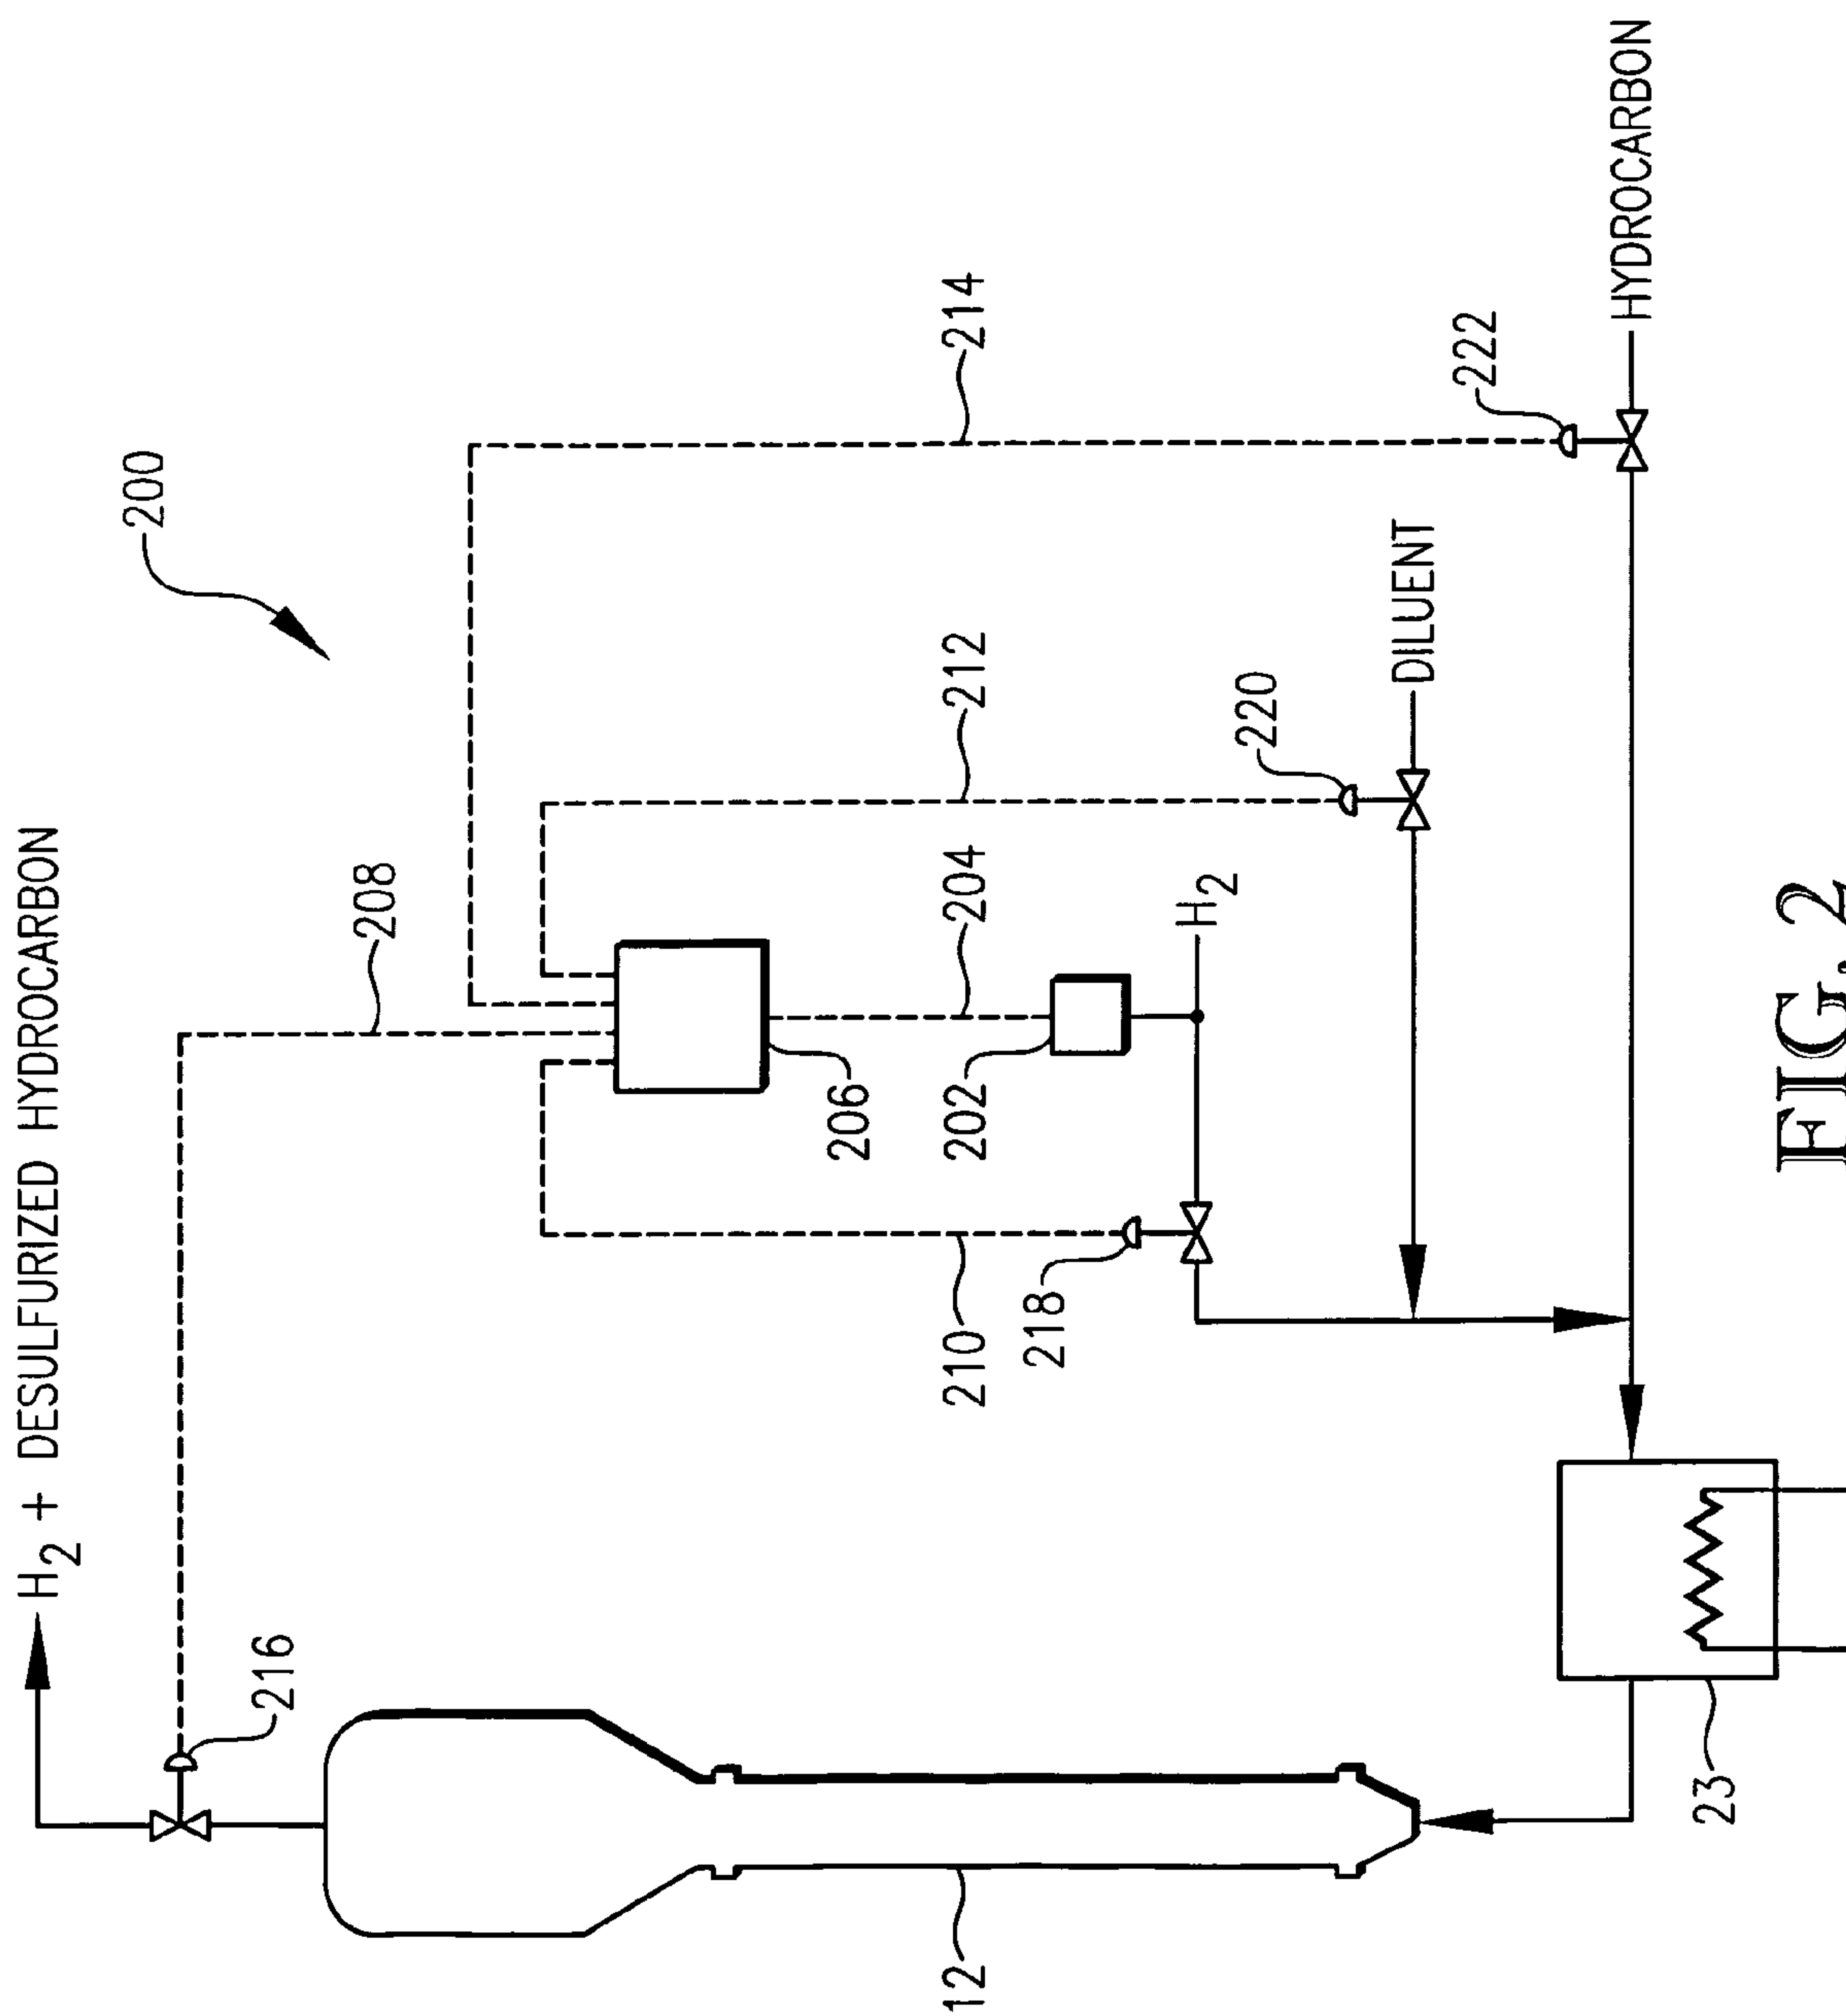 H2 + DESULFURIZED HYDROCARBON
200
208
216
214
212
204
206
202
210
218
220
222
H2
DILUENT
HYDROCARBON
12
23
FIG. 2